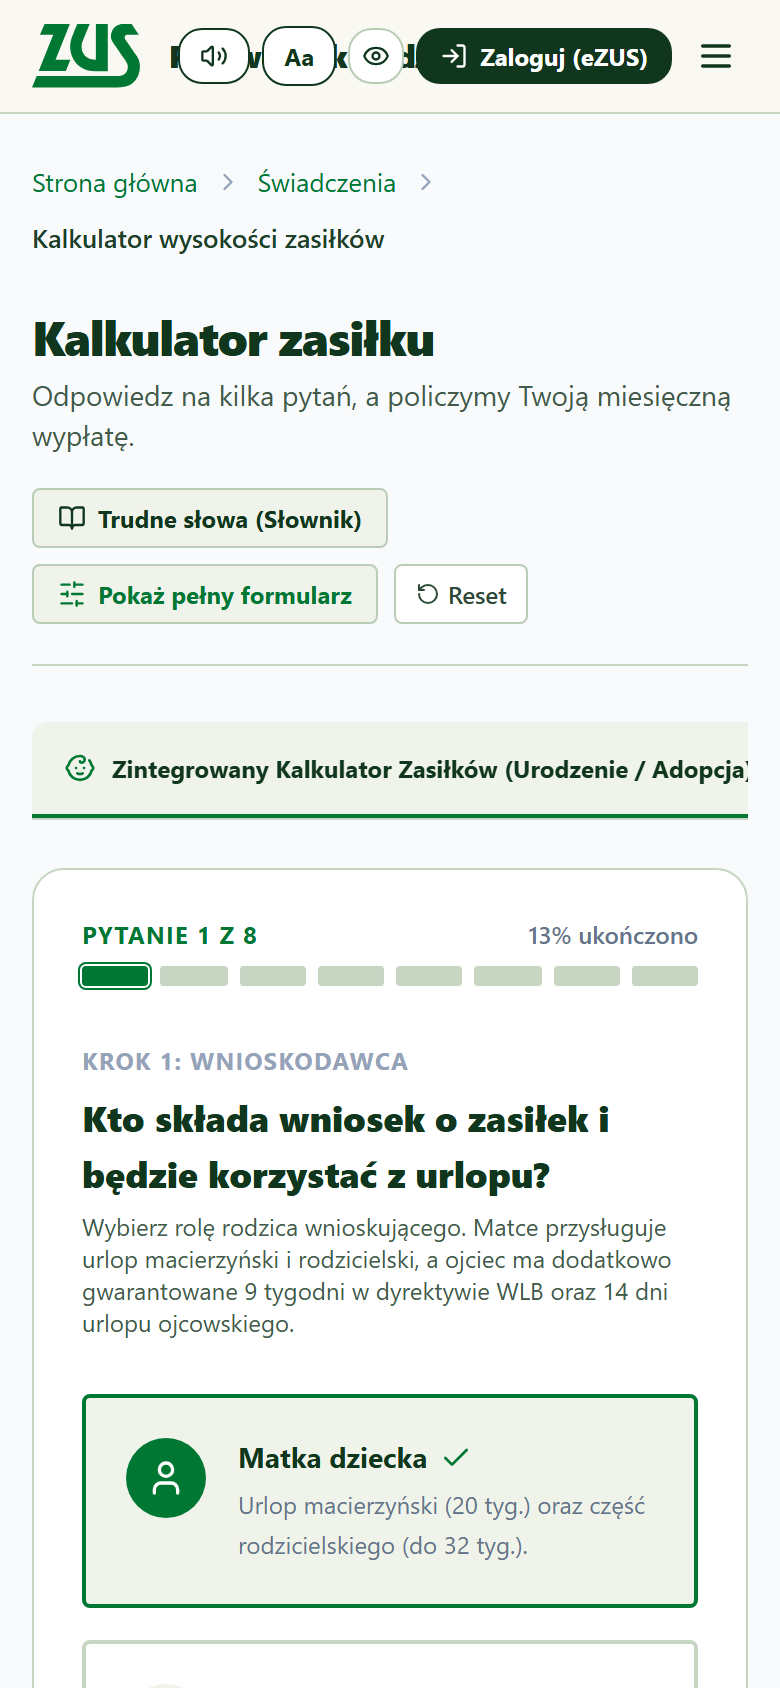 ZUS
Aa
Zaloguj (eZUS)
Strona główna
Świadczenia
Kalkulator wysokości zasiłków
Kalkulator zasiłku
Odpowiedz na kilka pytań, a policzymy Twoją miesięczną
wypłatę.
Trudne słowa (Słownik)
Pokaż pełny formularz
Reset
Zintegrowany Kalkulator Zasiłków (Urodzenie / Adopcja)
PYTANIE 1 Z 8
13% ukończono
KROK 1: WNIOSKODAWCA
Kto składa wniosek o zasiłek i
będzie korzystać z urlopu?
Wybierz rolę rodzica wnioskującego. Matce przysługuje
urlop macierzyński i rodzicielski, a ojciec ma dodatkowo
gwarantowane 9 tygodni w dyrektywie WLB oraz 14 dni
urlopu ojcowskiego.
Matka dziecka
Urlop macierzyński (20 tyg.) oraz część
rodzicielskiego (do 32 tyg.).